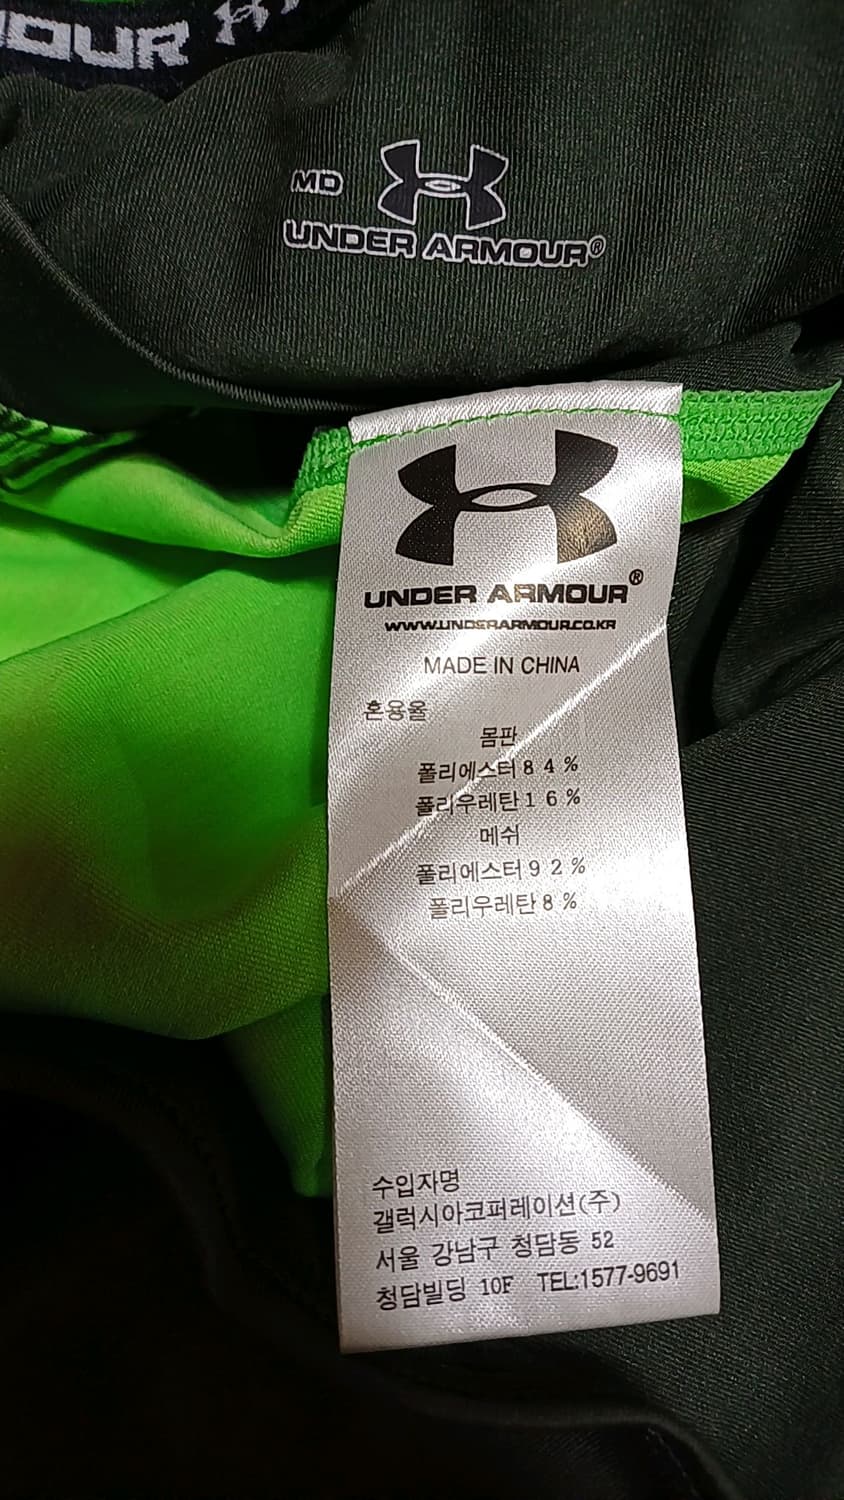 OUR
MD
UNDER ARMOUR®
UNDER ARMOUR®
WWW.UNDERARMOUR.CO.KR
MADE IN CHINA
혼용율
몸판
폴리에스터84%
폴리우레탄16%
메쉬
폴리에스터92%
폴리우레탄8%
수입자명
갤럭시아코퍼레이션(주)
서울 강남구 청담동 52
청담빌딩 10F TEL:1577-9691